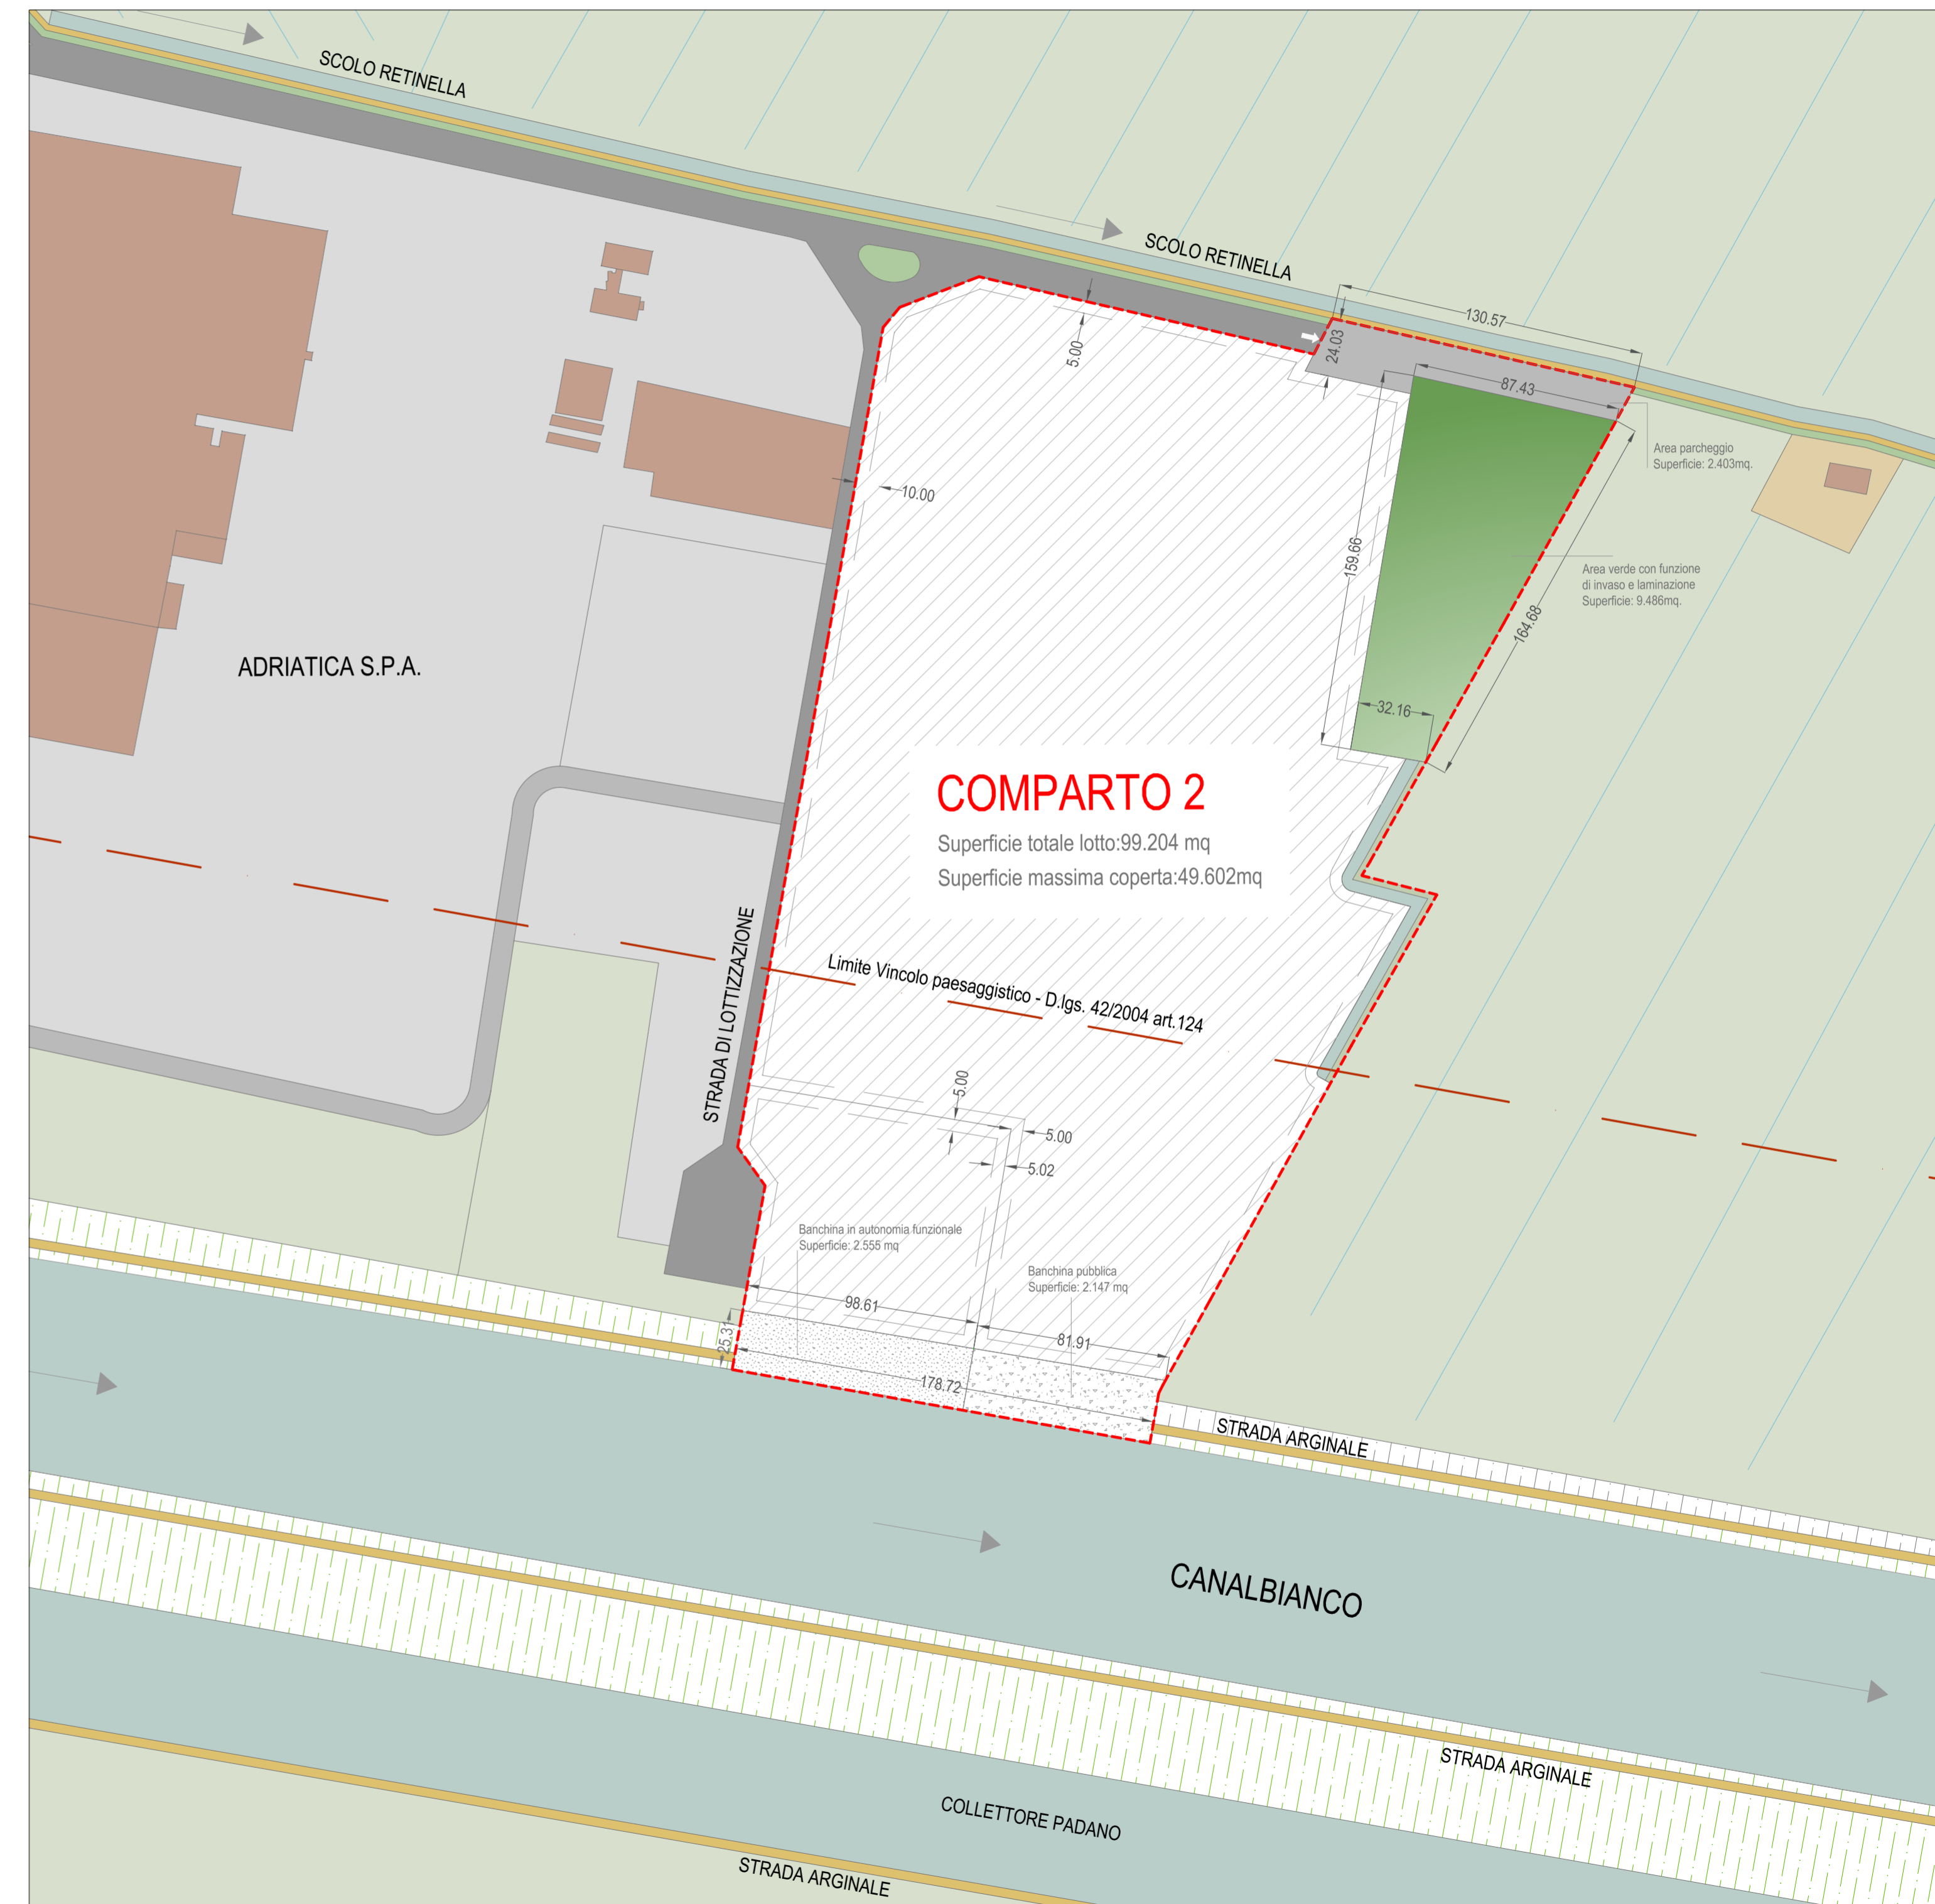 SCOLO RETINELLA
SCOLO RETINELLA
130.57
24.03
5.00
87.43
Area parcheggio
Superficie: 2.403mq.
10.00
159.66
Area verde con funzione
di invaso e laminazione
Superficie: 9.486mq.
164.68
ADRIATICA S.P.A.
32.16
COMPARTO 2
Superficie totale lotto:99.204 mq
Superficie massima coperta:49.602mq
STRADA DI LOTTIZZAZIONE
Limite Vincolo paesaggistico - D.lgs. 42/2004 art.124
5.00
5.00
5.02
Banchina in autonomia funzionale
Superficie: 2.555 mq
Banchina pubblica
Superficie: 2.147 mq
98.61
81.91
25.31
178.72
STRADA ARGINALE
CANALBIANCO
STRADA ARGINALE
COLLETTORE PADANO
STRADA ARGINALE